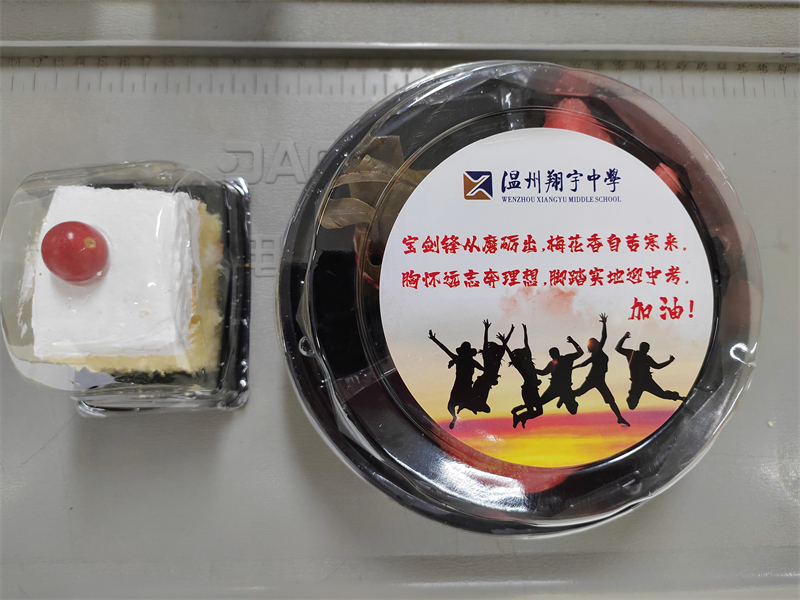 温州翔宇中學
WENZHOU XIANGYU MIDDLE SCHOOL
宝剑锋从磨砺出,梅花香自苦寒来。
胸怀远志奔理想,脚踏实地迎中考。
加油!